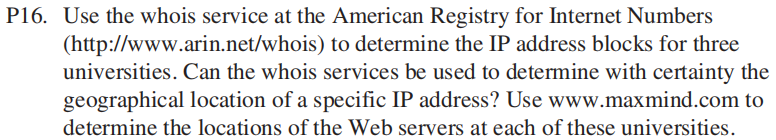 P16. Use the whois service at the American Registry for Internet Numbers
(http://www.arin.net/whois) to determine the IP address blocks for three
universities. Can the whois services be used to determine with certainty the
geographical location of a specific IP address? Use www.maxmind.com to
determine the locations of the Web servers at each of these universities.